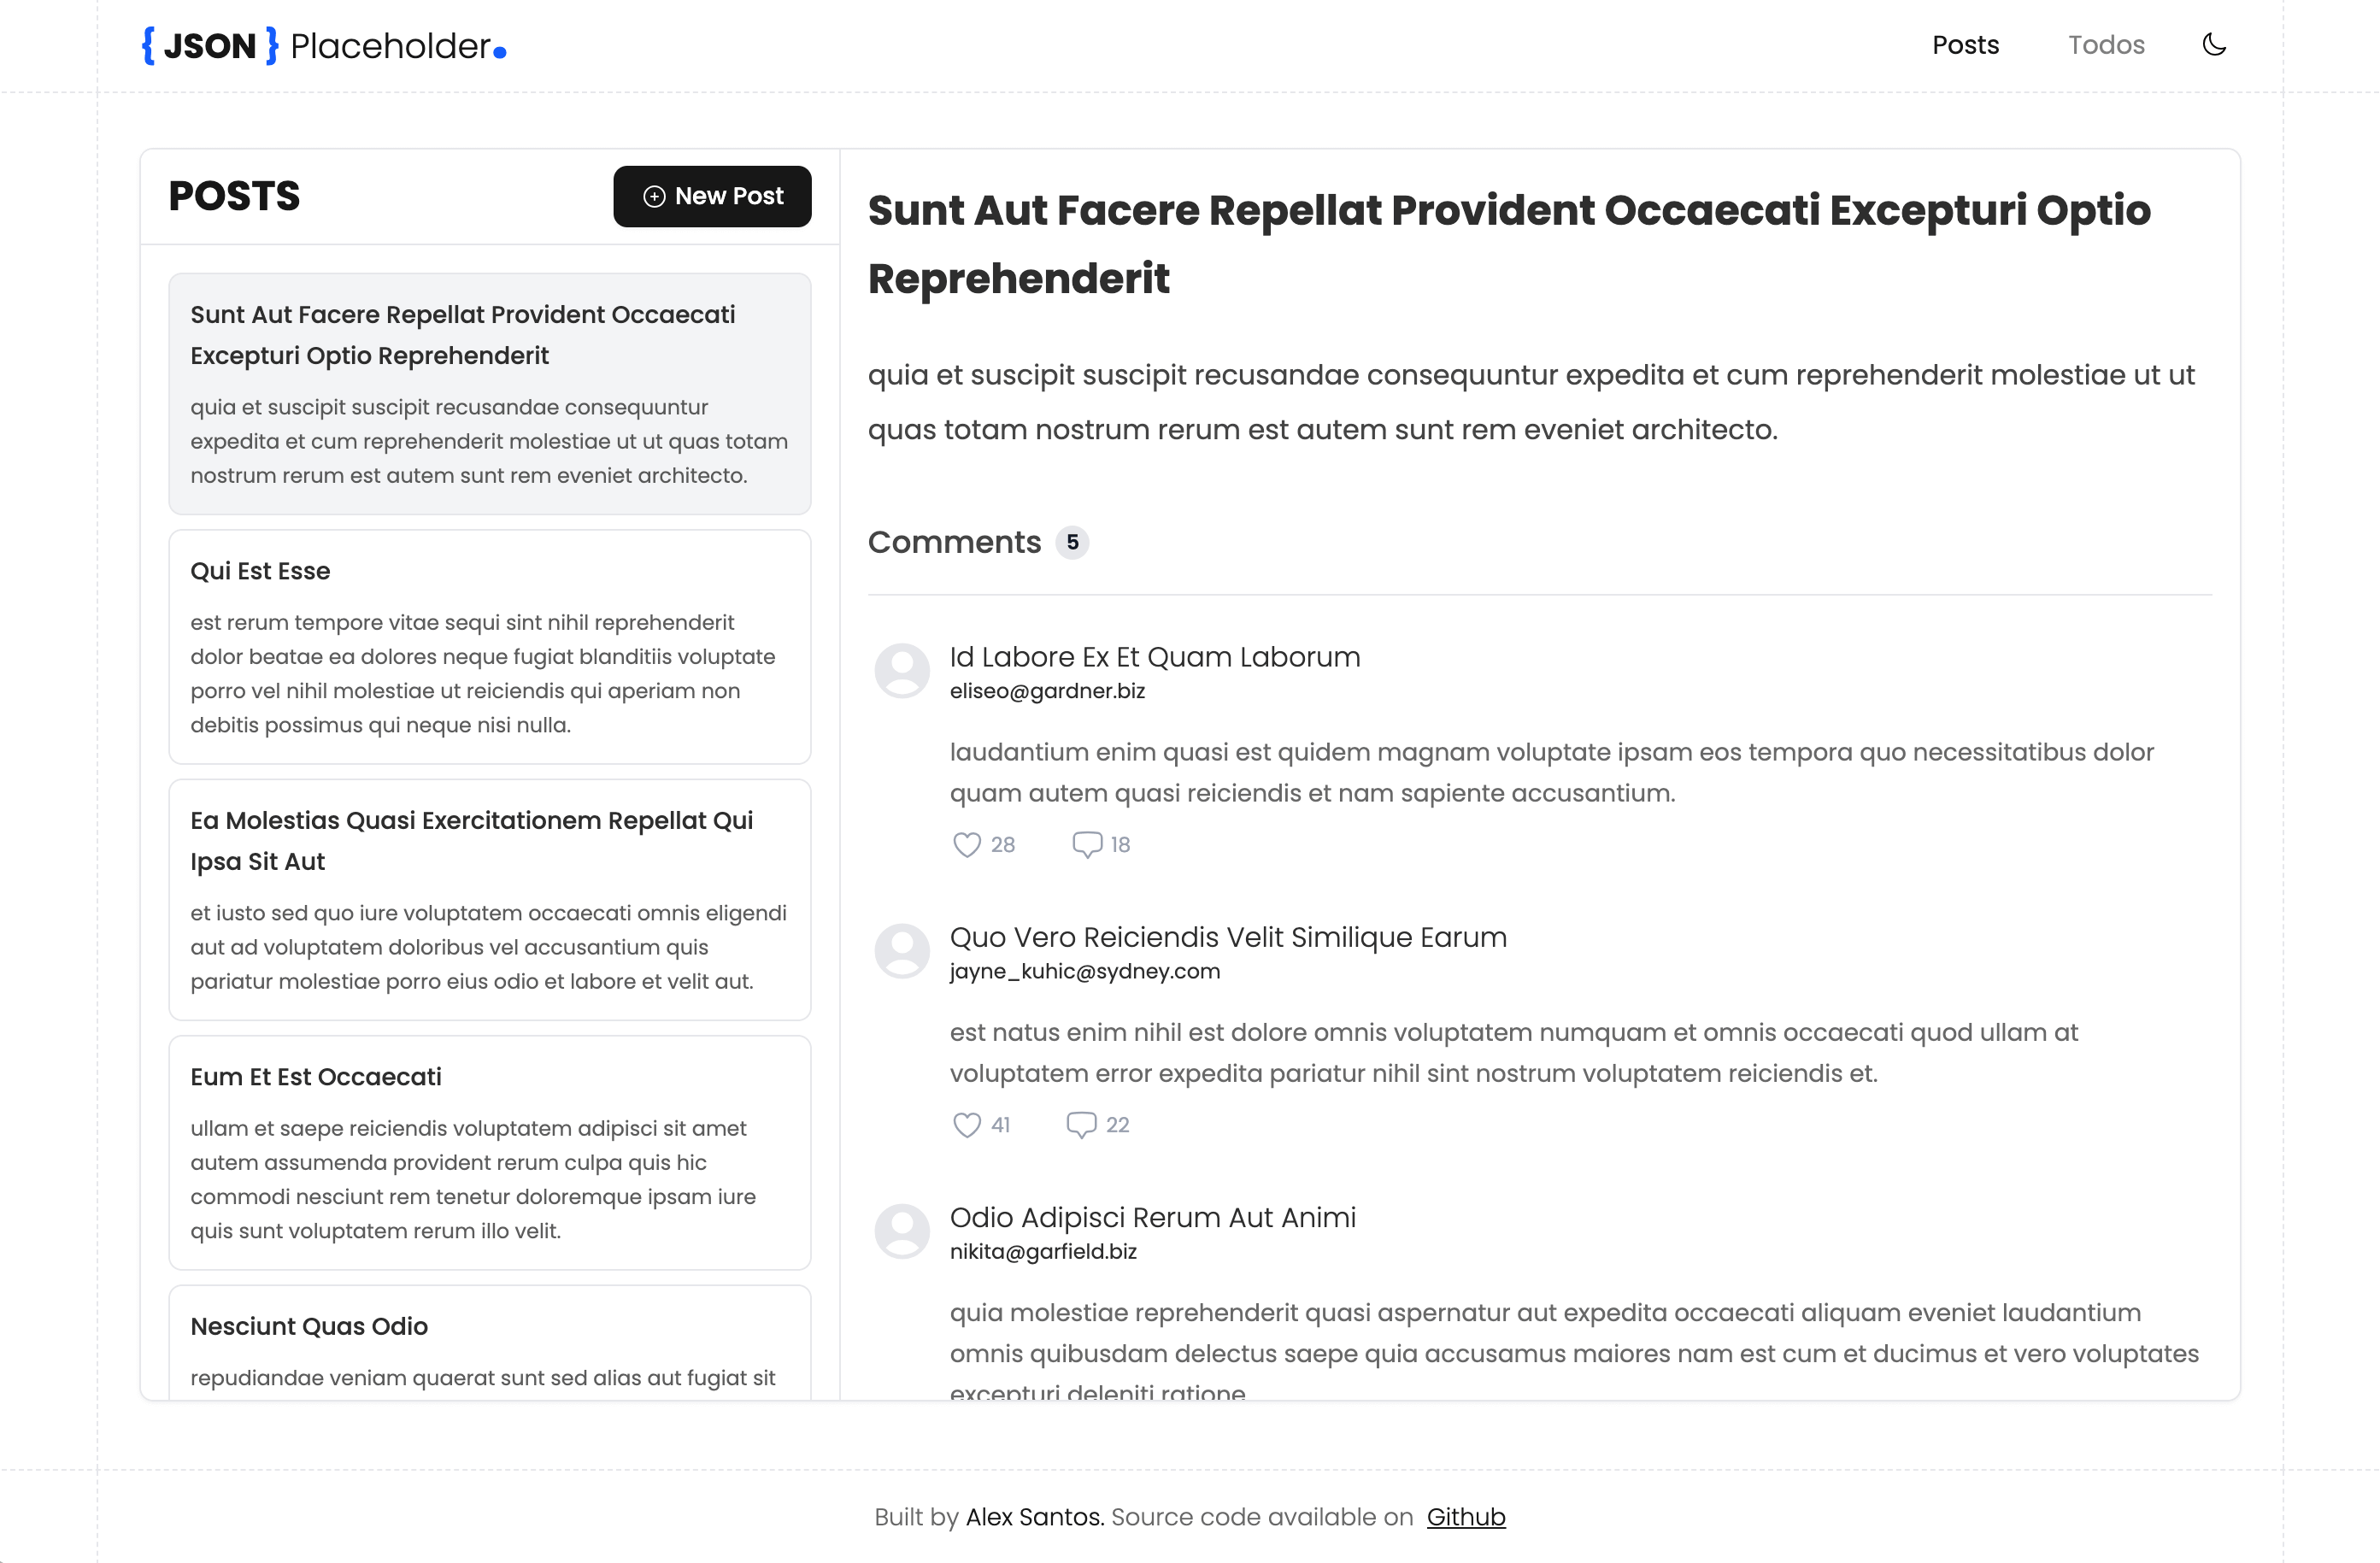 { JSON } Placeholder.
Posts
Todos
POSTS
New Post
Sunt Aut Facere Repellat Provident Occaecati
Excepturi Optio Reprehenderit
quia et suscipit suscipit recusandae consequuntur
expedita et cum reprehenderit molestiae ut ut quas totam
nostrum rerum est autem sunt rem eveniet architecto.
Qui Est Esse
est rerum tempore vitae sequi sint nihil reprehenderit
dolor beatae ea dolores neque fugiat blanditiis voluptate
porro vel nihil molestiae ut reiciendis qui aperiam non
debitis possimus qui neque nisi nulla.
Ea Molestias Quasi Exercitationem Repellat Qui
Ipsa Sit Aut
et iusto sed quo iure voluptatem occaecati omnis eligendi
aut ad voluptatem doloribus vel accusantium quis
pariatur molestiae porro eius odio et labore et velit aut.
Eum Et Est Occaecati
ullam et saepe reiciendis voluptatem adipisci sit amet
autem assumenda provident rerum culpa quis hic
commodi nesciunt rem tenetur doloremque ipsam iure
quis sunt voluptatem rerum illo velit.
Nesciunt Quas Odio
repudiandae veniam quaerat sunt sed alias aut fugiat sit
Sunt Aut Facere Repellat Provident Occaecati Excepturi Optio
Reprehenderit
quia et suscipit suscipit recusandae consequuntur expedita et cum reprehenderit molestiae ut ut
quas totam nostrum rerum est autem sunt rem eveniet architecto.
Comments 5
Id Labore Ex Et Quam Laborum
eliseo@gardner.biz
laudantium enim quasi est quidem magnam voluptate ipsam eos tempora quo necessitatibus dolor
quam autem quasi reiciendis et nam sapiente accusantium.
28 18
Quo Vero Reiciendis Velit Similique Earum
jayne_kuhic@sydney.com
est natus enim nihil est dolore omnis voluptatem numquam et omnis occaecati quod ullam at
voluptatem error expedita pariatur nihil sint nostrum voluptatem reiciendis et.
41 22
Odio Adipisci Rerum Aut Animi
nikita@garfield.biz
quia molestiae reprehenderit quasi aspernatur aut expedita occaecati aliquam eveniet laudantium
omnis quibusdam delectus saepe quia accusamus maiores nam est cum et ducimus et vero voluptates
excepturi deleniti ratione
Built by Alex Santos. Source code available on Github